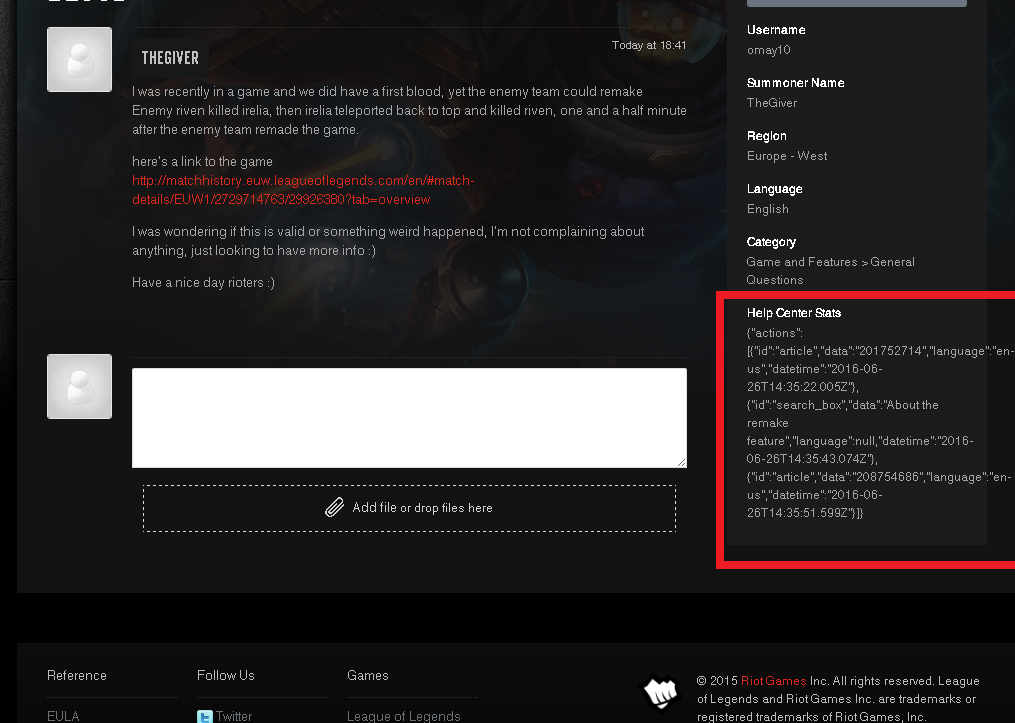 THEGIVER
Today at 18:41
I was recently in a game and we did have a first blood, yet the enemy team could remake
Enemy riven killed irelia, then irelia teleported back to top and killed riven, one and a half minute
after the enemy team remade the game.
here's a link to the game
http://matchhistory.euw.leagueoflegends.com/en/#match-
details/EUW1/2729714763/29926380?tab=overview
I was wondering if this is valid or something weird happened, I'm not complaining about
anything, just looking to have more info :)
Have a nice day rioters :)
Add file or drop files here
Username
omay10
Summoner Name
TheGiver
Region
Europe - West
Language
English
Category
Game and Features > General
Questions
Help Center Stats
{"actions":
[{"id":"article","data":"201752714","language":"en-
us","datetime":"2016-06-
26T14:35:22.005Z"},
{"id":"search_box","data":"About the
remake
feature","language":null,"datetime":"2016-
06-26T14:35:43.074Z"},
{"id":"article","data":"208754686","language":"en-
us","datetime":"2016-06-
26T14:35:51.599Z"}]}
Reference
EULA
Follow Us
Twitter
Games
League of Legends
© 2015 Riot Games Inc. All rights reserved. League
of Legends and Riot Games Inc. are trademarks or
registered trademarks of Riot Games, Inc.